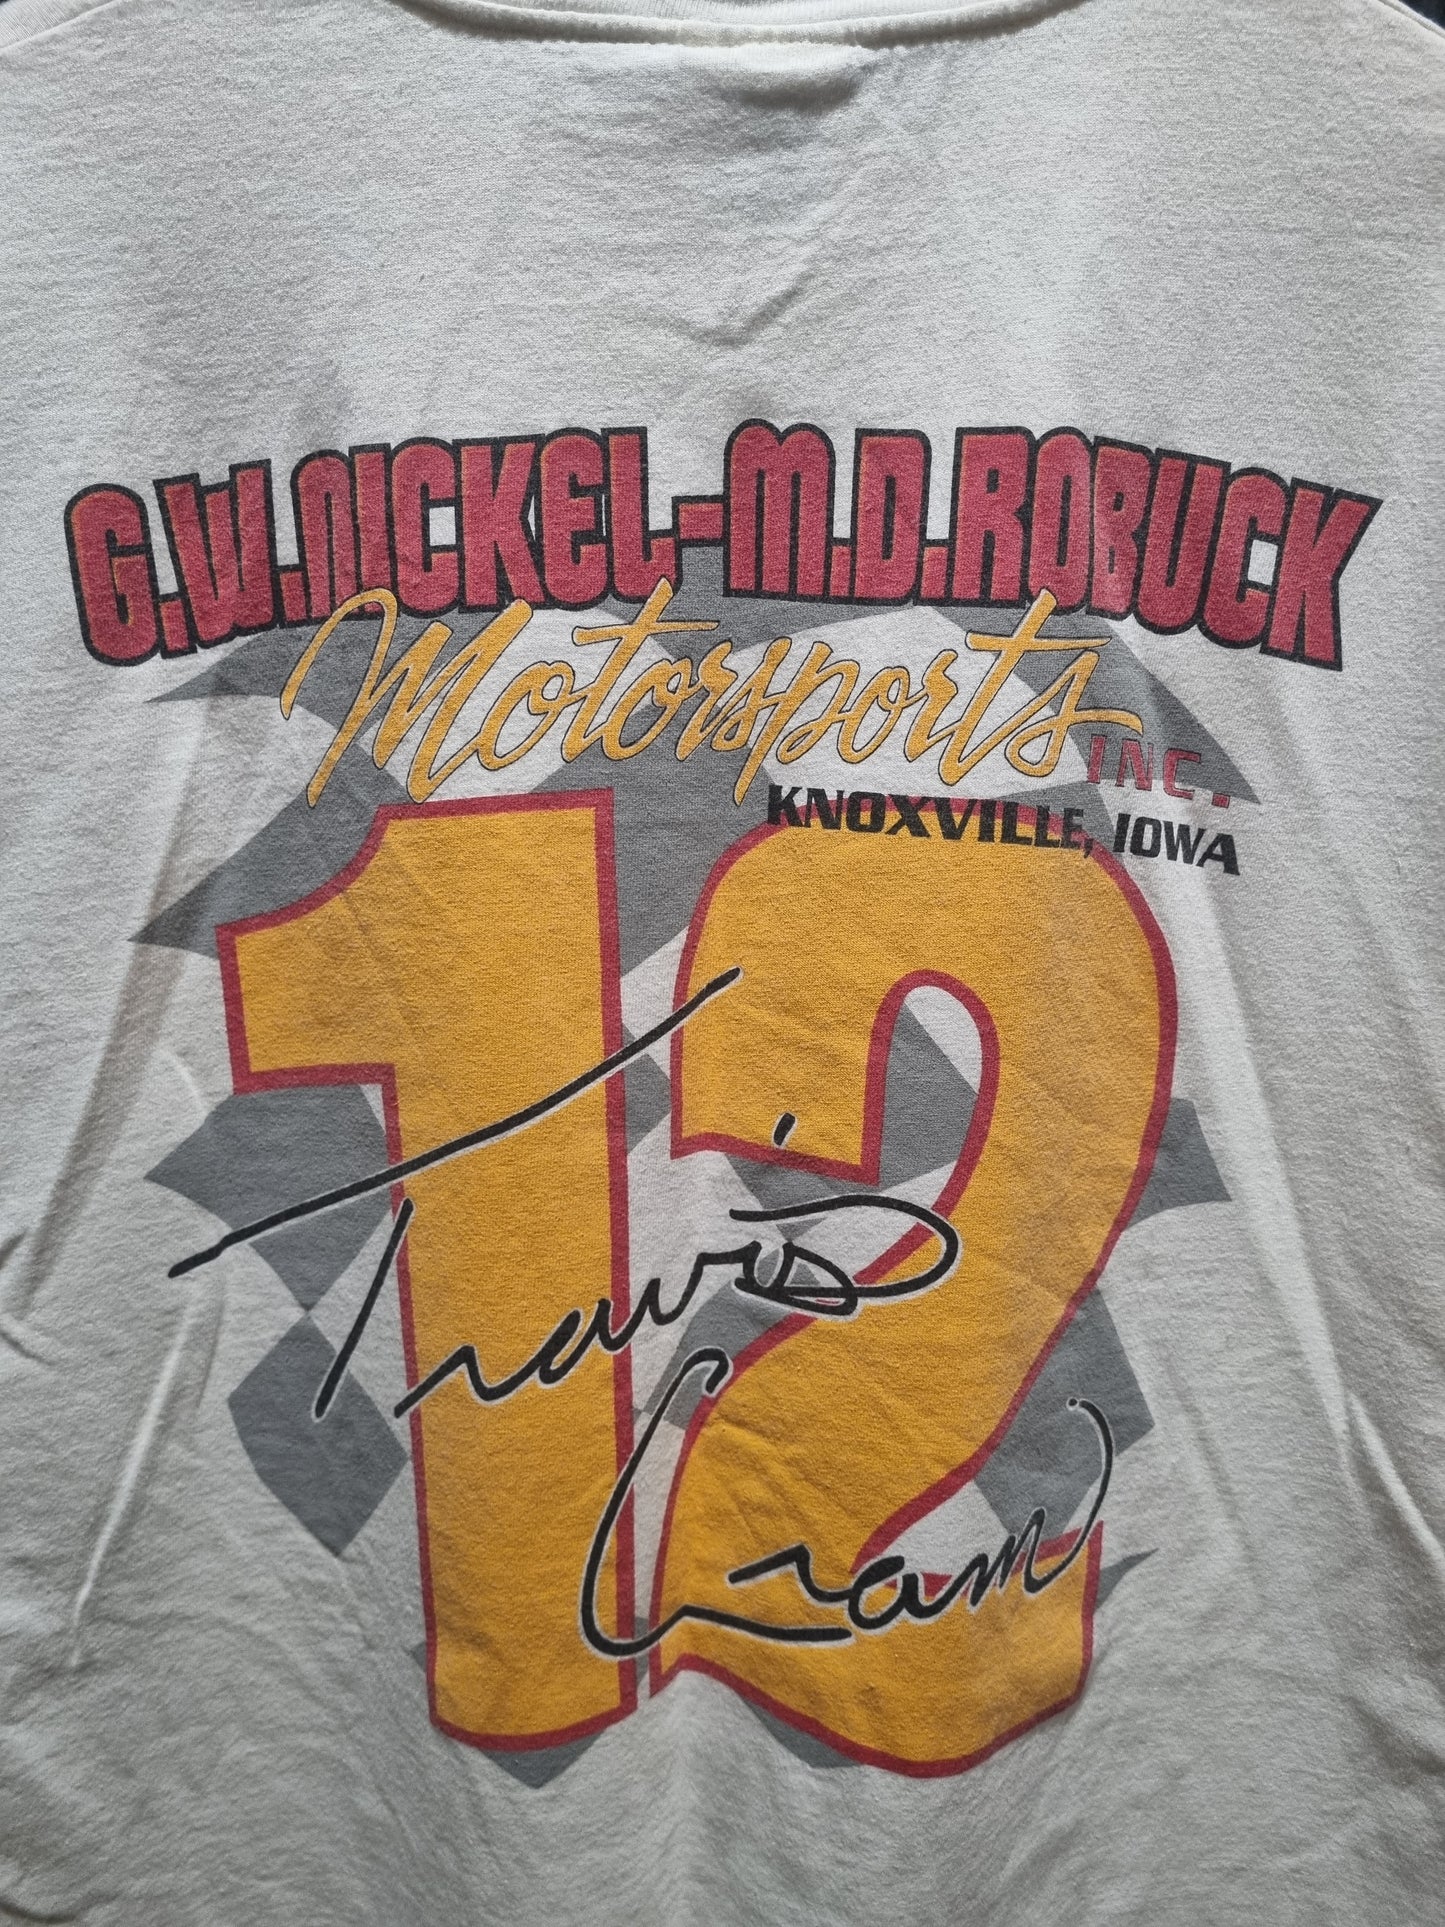 G.W.NICKEL-M.D.ROBUCK
Motorsports INC.
KNOXVILLE, IOWA
12
Travis
Cram